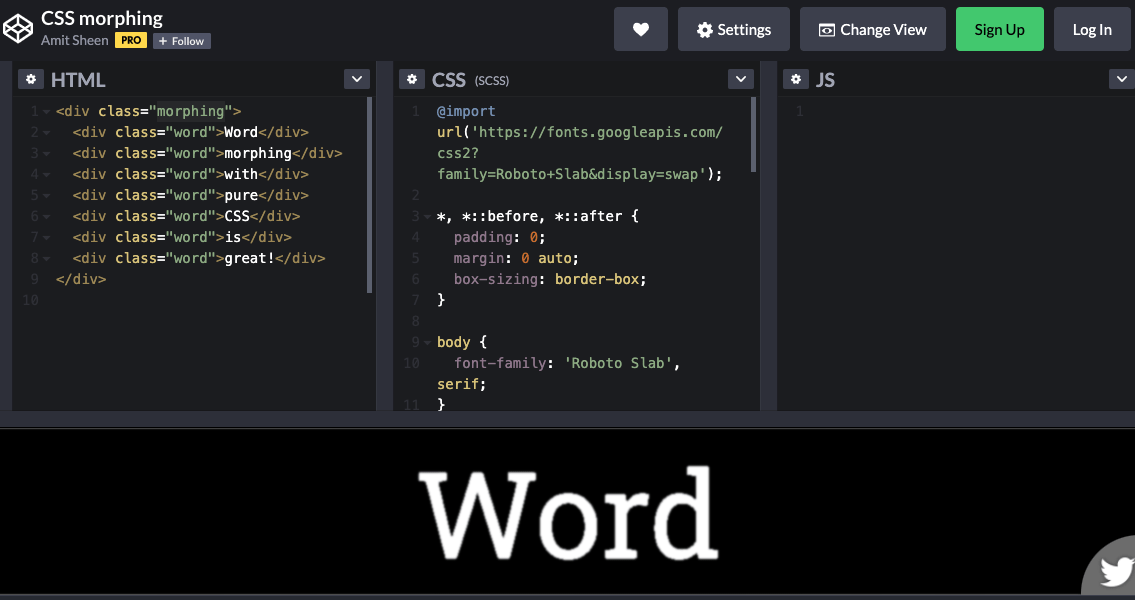 CSS morphing
Amit Sheen PRO + Follow
Settings
Change View
Sign Up
Log In
HTML
1 <div class="morphing">
2 <div class="word">Word</div>
3 <div class="word">morphing</div>
4 <div class="word">with</div>
5 <div class="word">pure</div>
6 <div class="word">CSS</div>
7 <div class="word">is</div>
8 <div class="word">great!</div>
9 </div>
10
CSS (SCSS)
1 @import
url('https://fonts.googleapis.com/
css2?
family=Roboto+Slab&display=swap');
2
3 *, *::before, *::after {
4 padding: 0;
5 margin: 0 auto;
6 box-sizing: border-box;
7 }
8
9 body {
10 font-family: 'Roboto Slab',
serif;
11 }
JS
1
Word